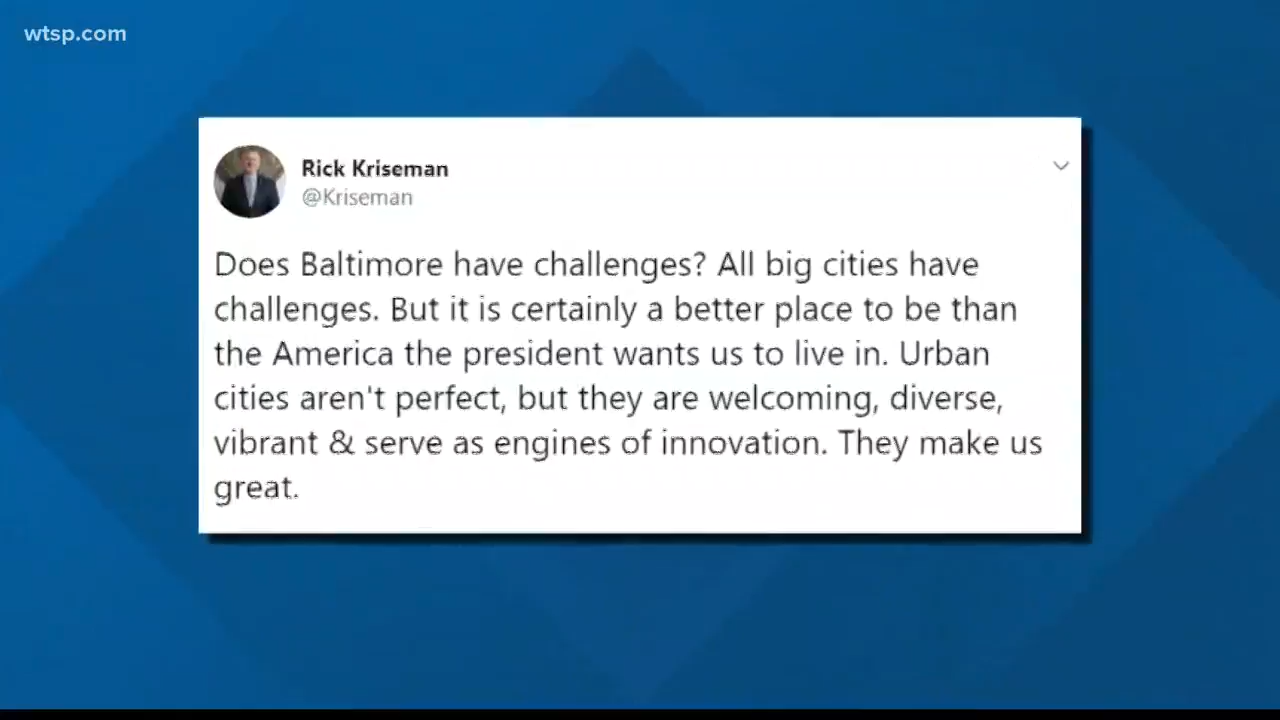 wtsp.com
Rick Kriseman
@Kriseman
Does Baltimore have challenges? All big cities have
challenges. But it is certainly a better place to be than
the America the president wants us to live in. Urban
cities aren't perfect, but they are welcoming, diverse,
vibrant & serve as engines of innovation. They make us
great.